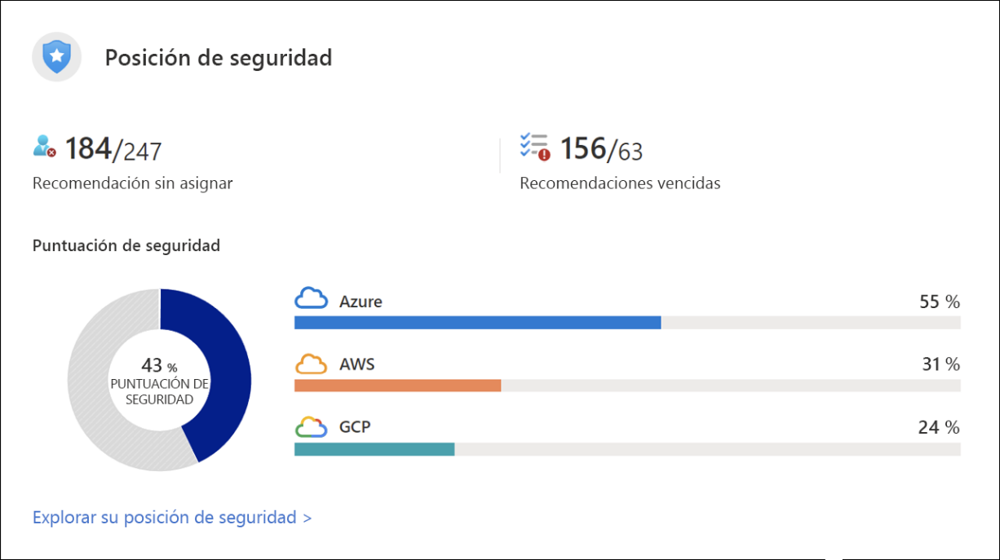 Posición de seguridad
184/247
Recomendación sin asignar
156/63
Recomendaciones vencidas
Puntuación de seguridad
43 %
PUNTUACIÓN DE
SEGURIDAD
Azure 55 %
AWS 31 %
GCP 24 %
Explorar su posición de seguridad >